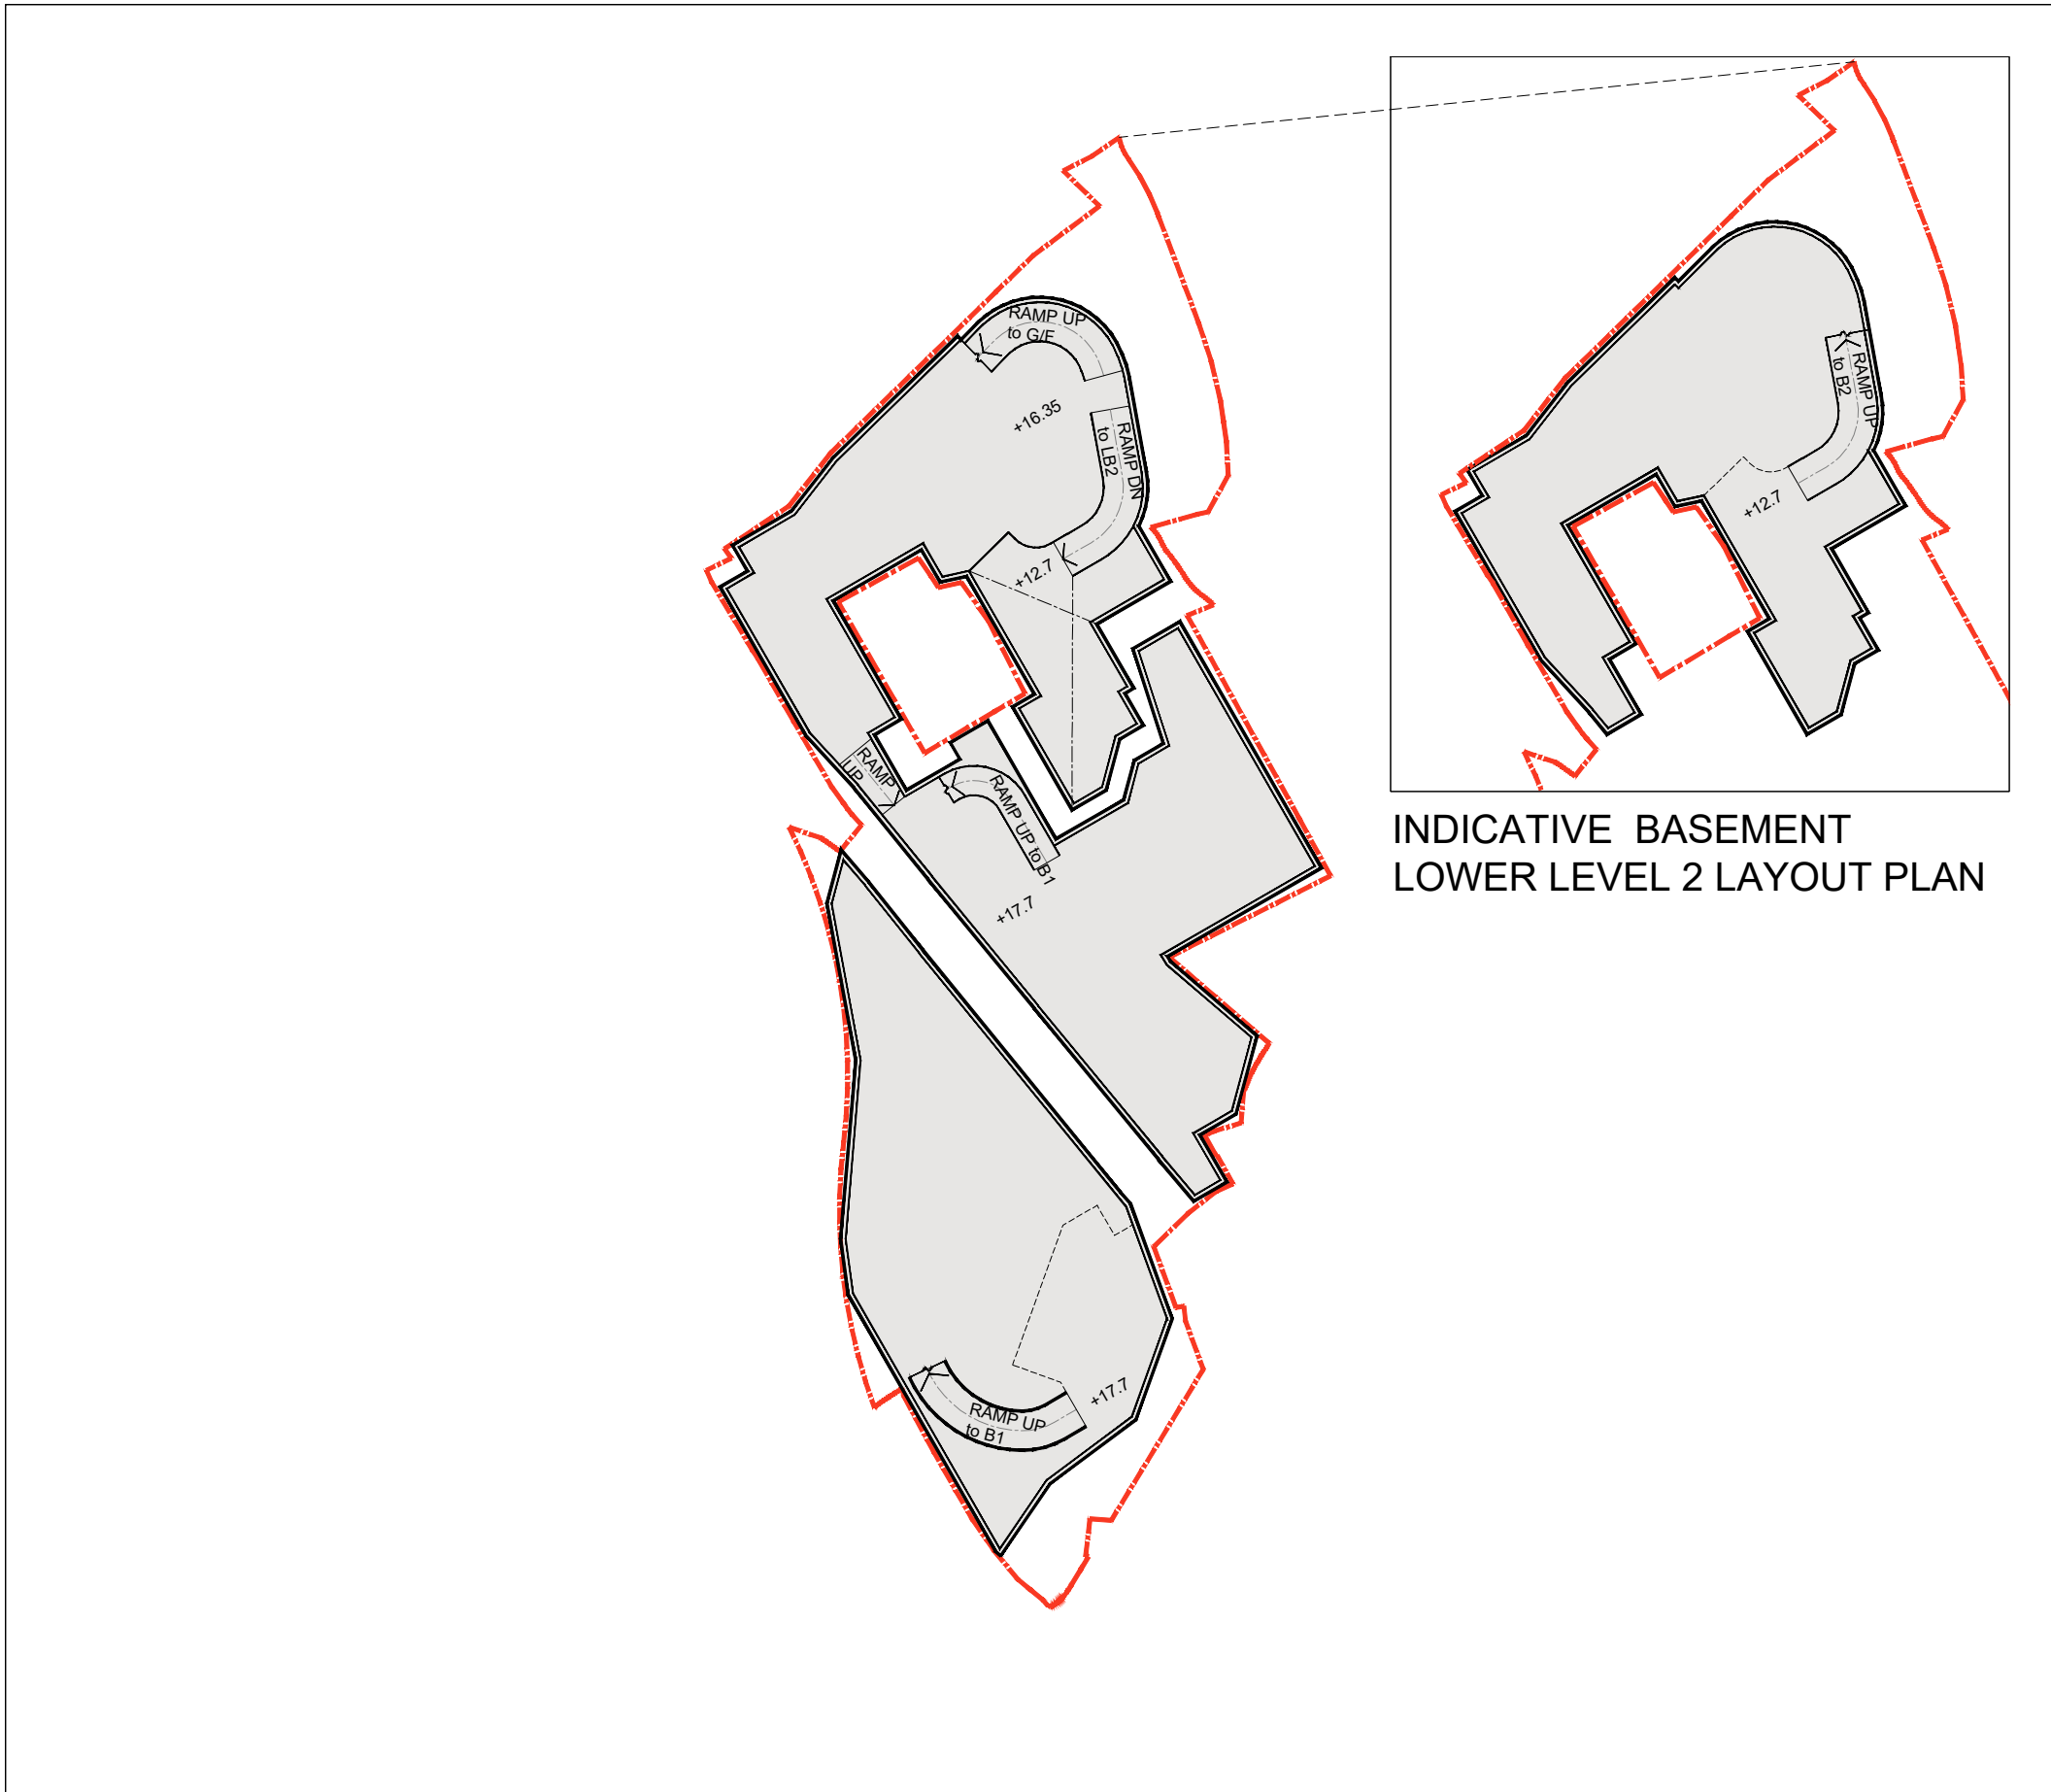 RAMP UP
to G/F
+16.35
RAMP DN
to LB2
+12.7
RAMP
UP
RAMP UP to B1
+17.7
+17.7
RAMP UP
to B1
RAMP UP
to B2
+12.7
INDICATIVE BASEMENT
LOWER LEVEL 2 LAYOUT PLAN